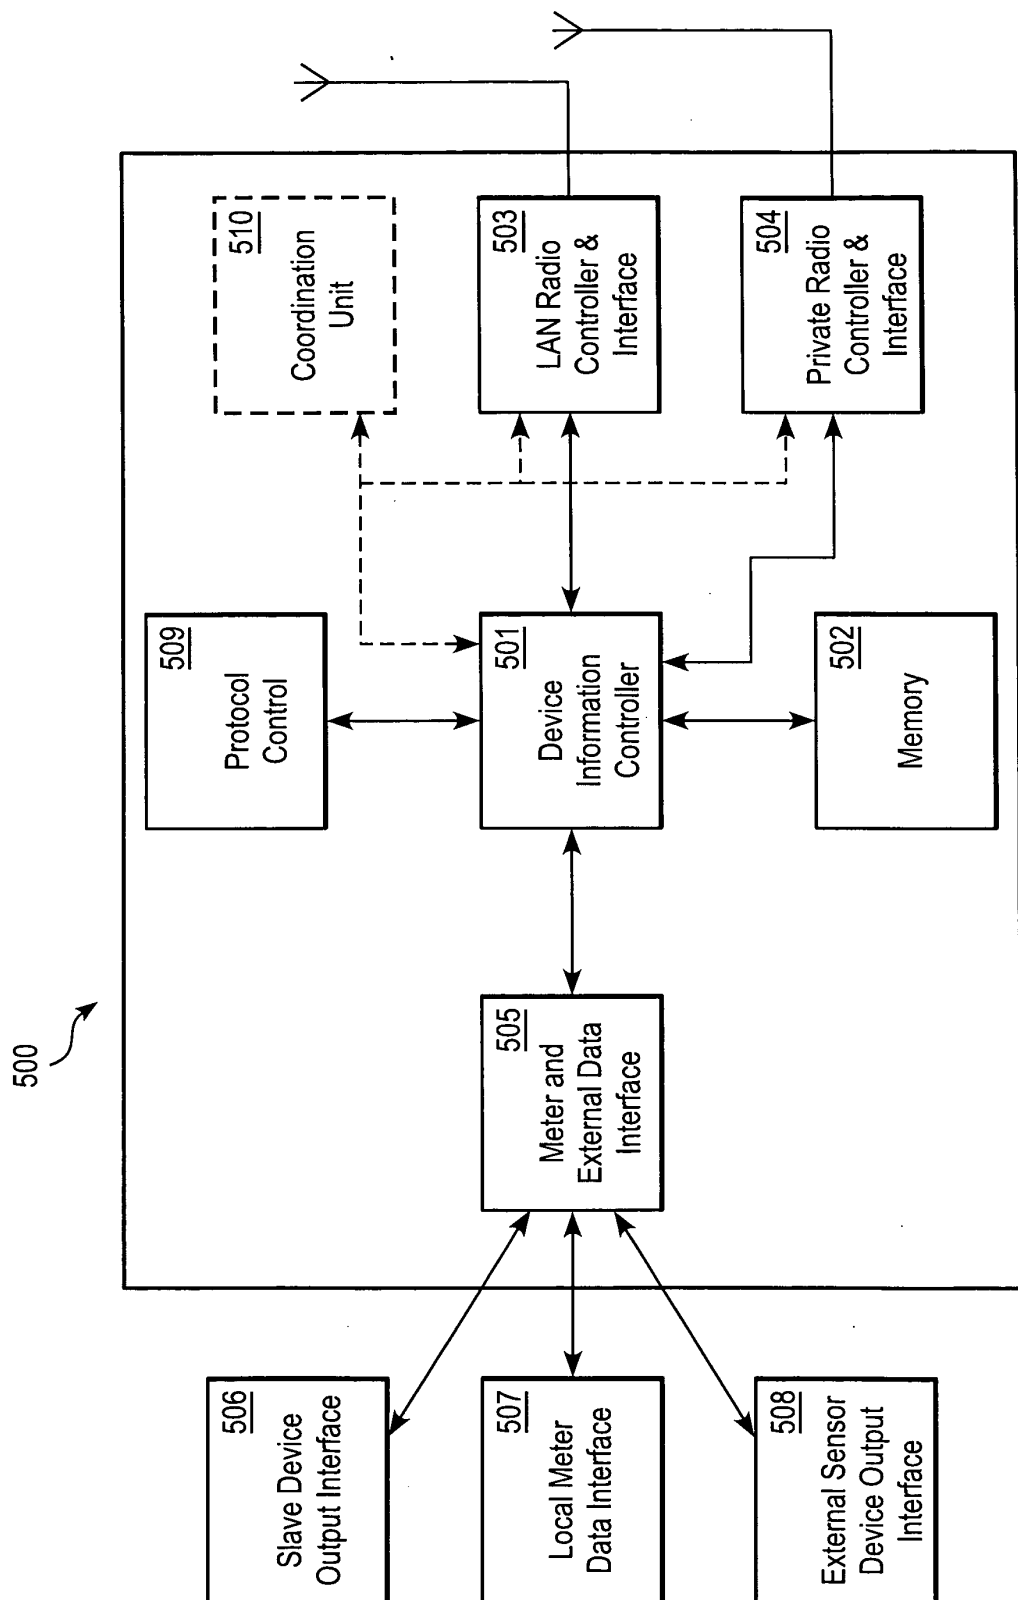 500
506
Slave Device
Output Interface
507
Local Meter
Data Interface
508
External Sensor
Device Output
Interface
505
Meter and
External Data
Interface
509
Protocol
Control
501
Device
Information
Controller
502
Memory
510
Coordination
Unit
503
LAN Radio
Controller &
Interface
504
Private Radio
Controller &
Interface